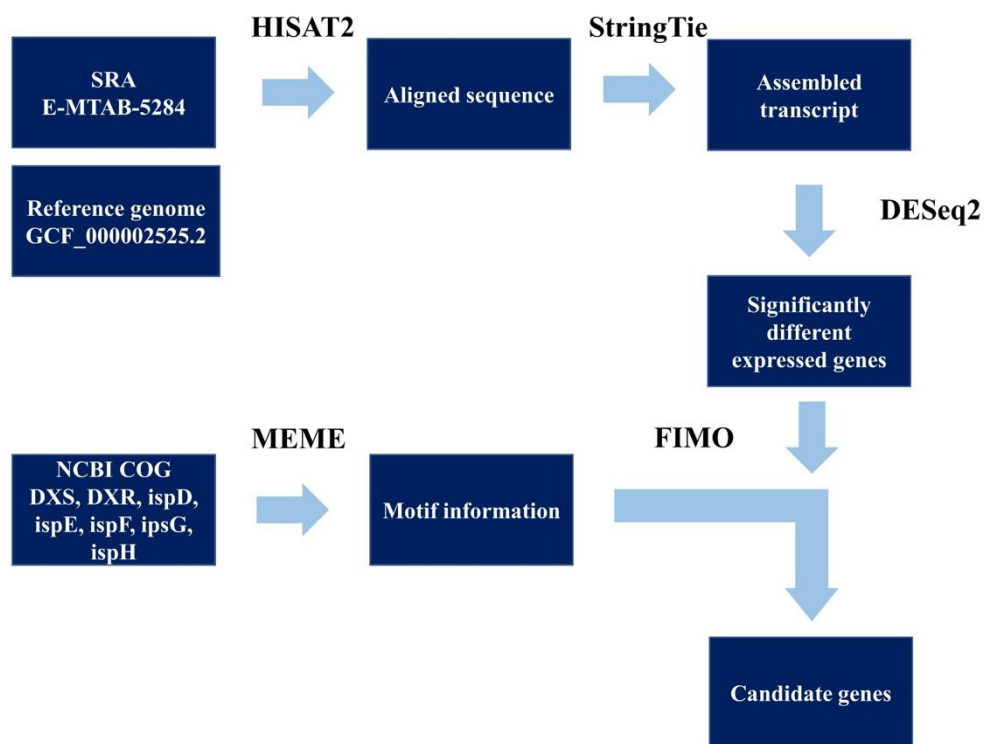 HISAT2
StringTie
SRA
E-MTAB-5284
Aligned sequence
Assembled
transcript
Reference genome
GCF_000002525.2
DESeq2
Significantly
different
expressed genes
MEME
FIMO
NCBI COG
DXS, DXR, ispD,
ispE, ispF, ipsG,
ispH
Motif information
Candidate genes